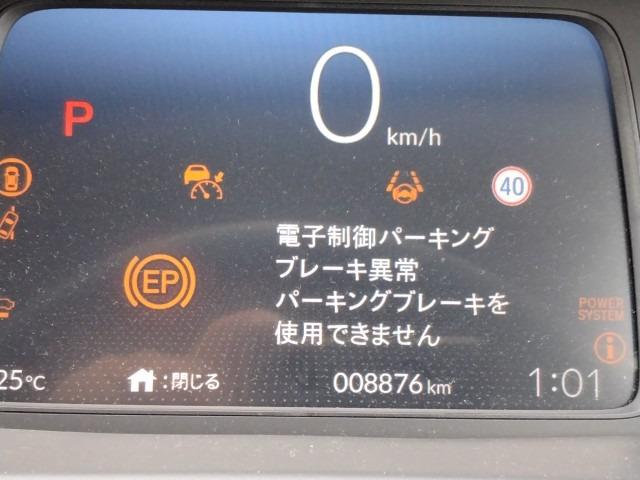 0 km/h
P
40
電子制御パーキング
ブレーキ異常
パーキングブレーキを
使用できません
EP
POWER
SYSTEM
25℃
:閉じる
008876 km
1:01